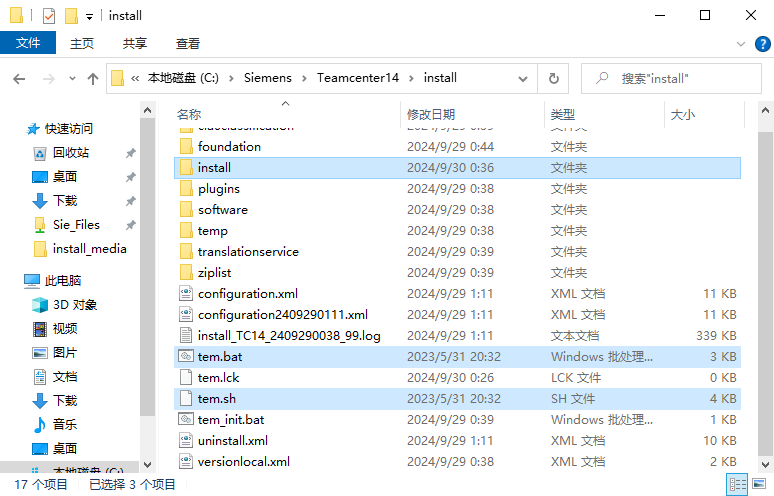 install
文件 主页 共享 查看
« 本地磁盘 (C:) > Siemens > Teamcenter14 > install
搜索"install"
名称 修改日期 类型 大小
快速访问
回收站
桌面
下载
Sie_Files
install_media
此电脑
3D 对象
视频
图片
文档
下载
音乐
桌面
本地磁盘 (C:)
foundation 2024/9/29 0:44 文件夹
install 2024/9/30 0:36 文件夹
plugins 2024/9/29 0:38 文件夹
software 2024/9/29 0:38 文件夹
temp 2024/9/29 0:38 文件夹
translationservice 2024/9/29 0:39 文件夹
ziplist 2024/9/29 0:39 文件夹
configuration.xml 2024/9/29 1:11 XML 文档 11 KB
configuration2409290111.xml 2024/9/29 1:11 XML 文档 11 KB
install_TC14_2409290038_99.log 2024/9/29 1:11 文本文档 339 KB
tem.bat 2023/5/31 20:32 Windows 批处理... 3 KB
tem.lck 2024/9/30 0:26 LCK 文件 0 KB
tem.sh 2023/5/31 20:32 SH 文件 4 KB
tem_init.bat 2024/9/29 0:39 Windows 批处理... 1 KB
uninstall.xml 2024/9/29 1:11 XML 文档 10 KB
versionlocal.xml 2024/9/29 0:38 XML 文档 2 KB
17 个项目 已选择 3 个项目